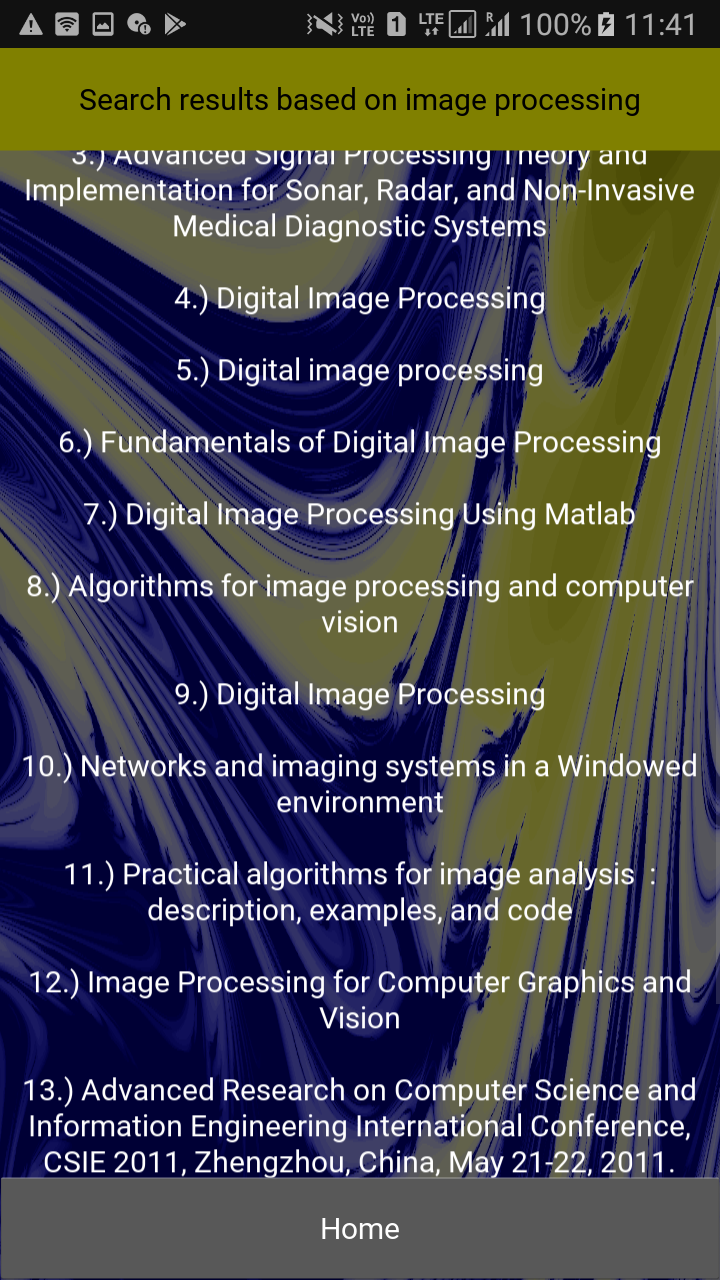 Vo))
LTE
1
LTE
R
100%
11:41
Search results based on image processing
3.) Advanced Signal Processing Theory and
Implementation for Sonar, Radar, and Non-Invasive
Medical Diagnostic Systems
4.) Digital Image Processing
5.) Digital image processing
6.) Fundamentals of Digital Image Processing
7.) Digital Image Processing Using Matlab
8.) Algorithms for image processing and computer
vision
9.) Digital Image Processing
10.) Networks and imaging systems in a Windowed
environment
11.) Practical algorithms for image analysis  :
description, examples, and code
12.) Image Processing for Computer Graphics and
Vision
13.) Advanced Research on Computer Science and
Information Engineering International Conference,
CSIE 2011, Zhengzhou, China, May 21-22, 2011.
Home